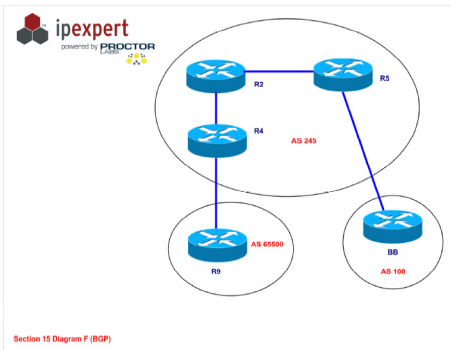 ipexpert
powered by PROCTOR
LABS
R2
R5
R4
AS 245
AS 65500
R9
BB
AS 100
Section 15 Diagram F (BGP)